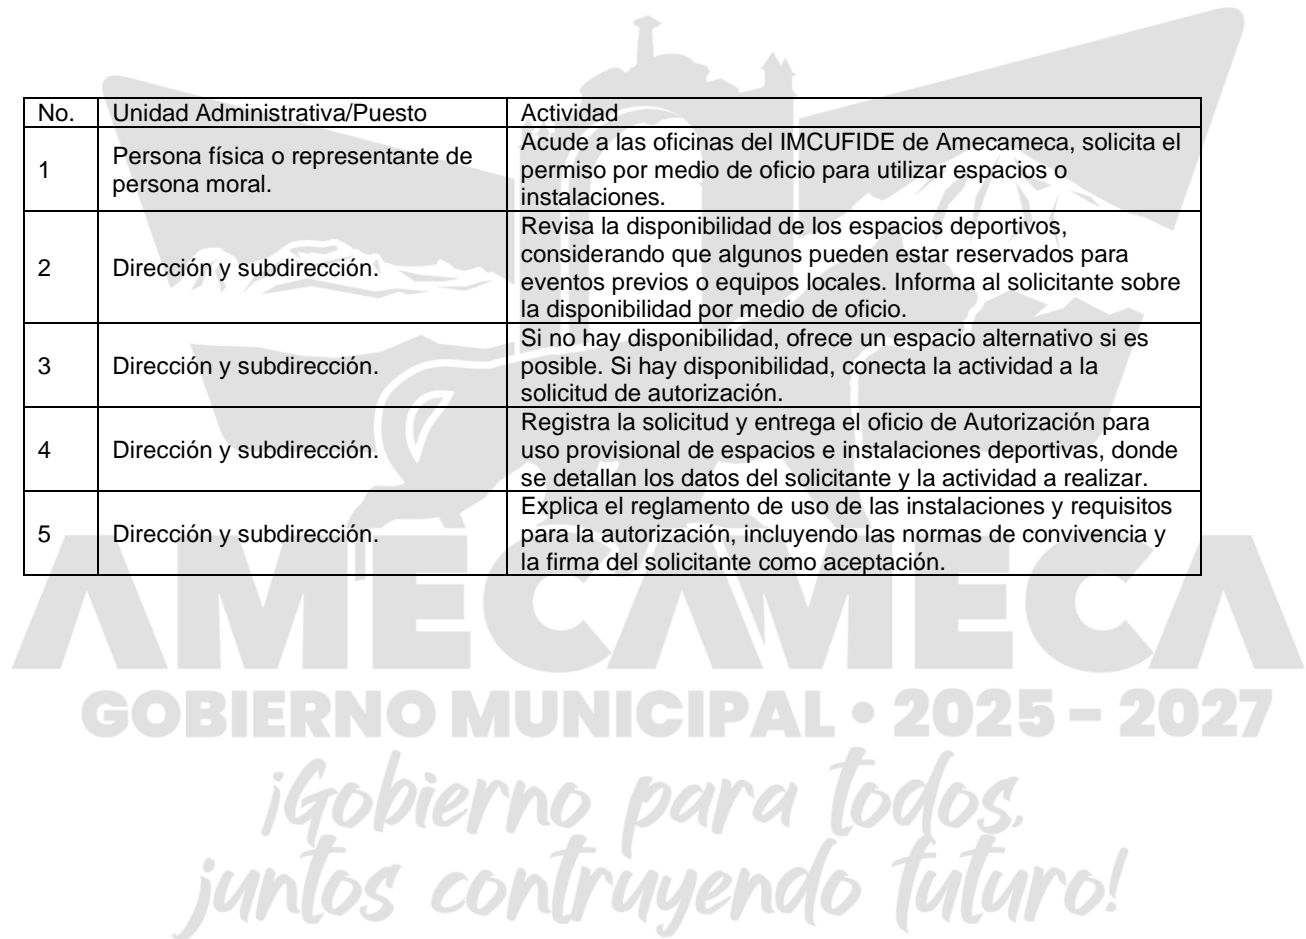 No. Unidad Administrativa/Puesto Actividad
1 Persona física o representante de persona moral. Acude a las oficinas del IMCUFIDE de Amecameca, solicita el
permiso por medio de oficio para utilizar espacios o
instalaciones.
2 Dirección y subdirección. Revisa la disponibilidad de los espacios deportivos,
considerando que algunos pueden estar reservados para
eventos previos o equipos locales. Informa al solicitante sobre
la disponibilidad por medio de oficio.
3 Dirección y subdirección. Si no hay disponibilidad, ofrece un espacio alternativo si es
posible. Si hay disponibilidad, conecta la actividad a la
solicitud de autorización.
4 Dirección y subdirección. Registra la solicitud y entrega el oficio de Autorización para
uso provisional de espacios e instalaciones deportivas, donde
se detallan los datos del solicitante y la actividad a realizar.
5 Dirección y subdirección. Explica el reglamento de uso de las instalaciones y requisitos
para la autorización, incluyendo las normas de convivencia y
la firma del solicitante como aceptación.
AMECAMECA
GOBIERNO MUNICIPAL • 2025 - 2027
¡Gobierno para todos,
juntos contruyendo futuro!